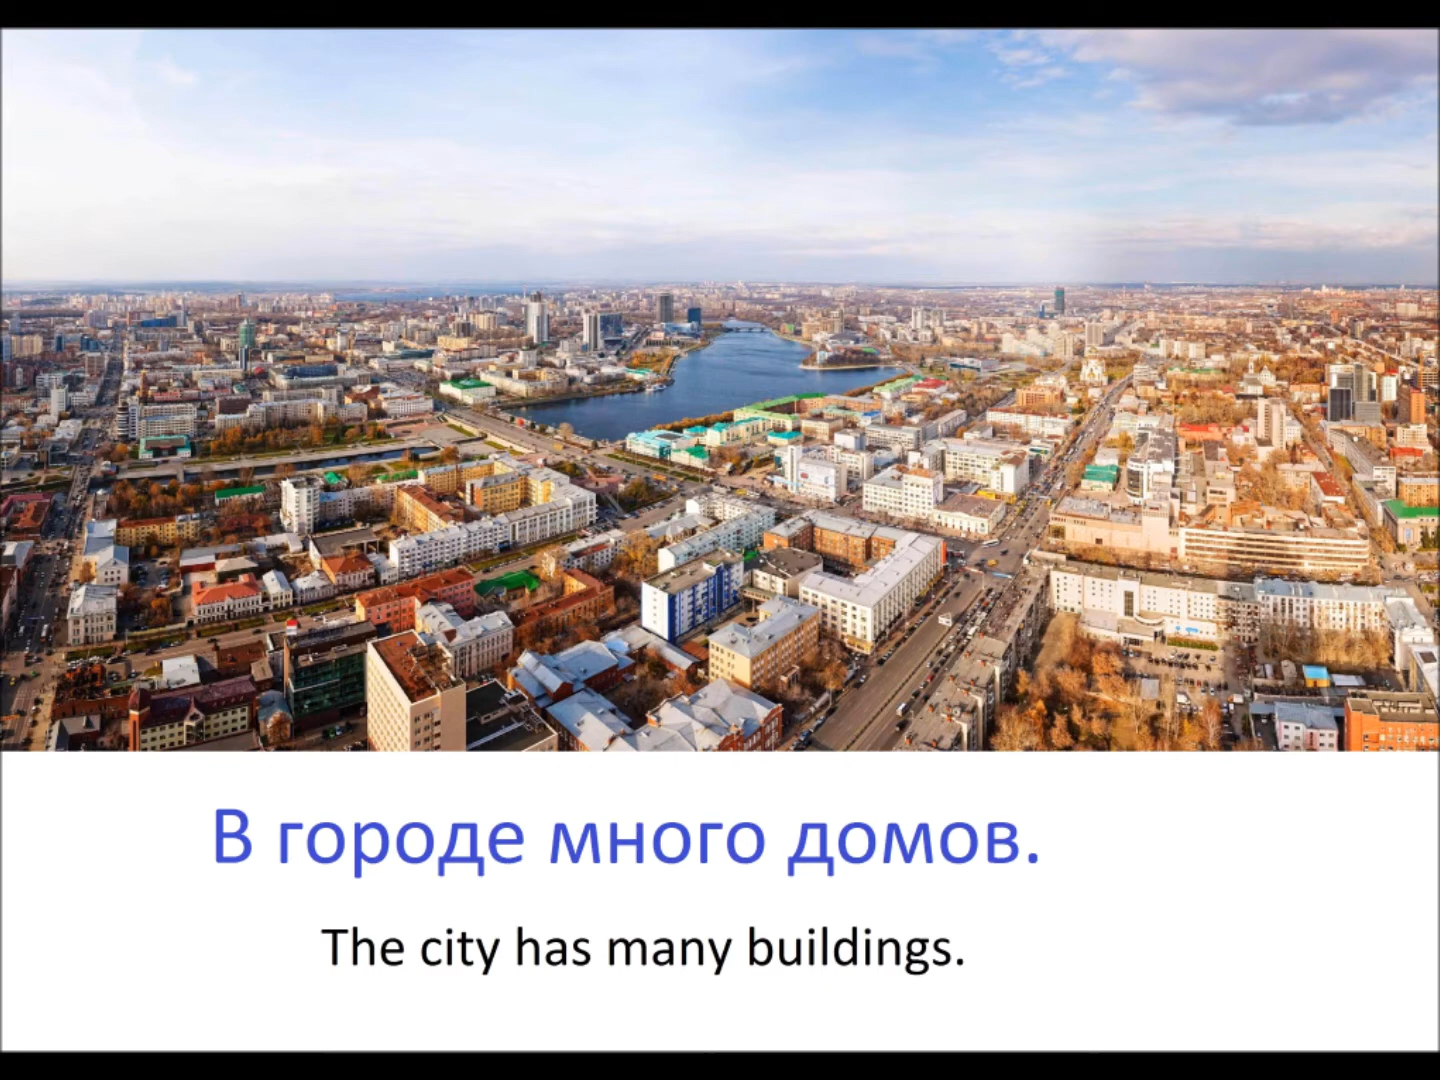 В городе много домов.
The city has many buildings.